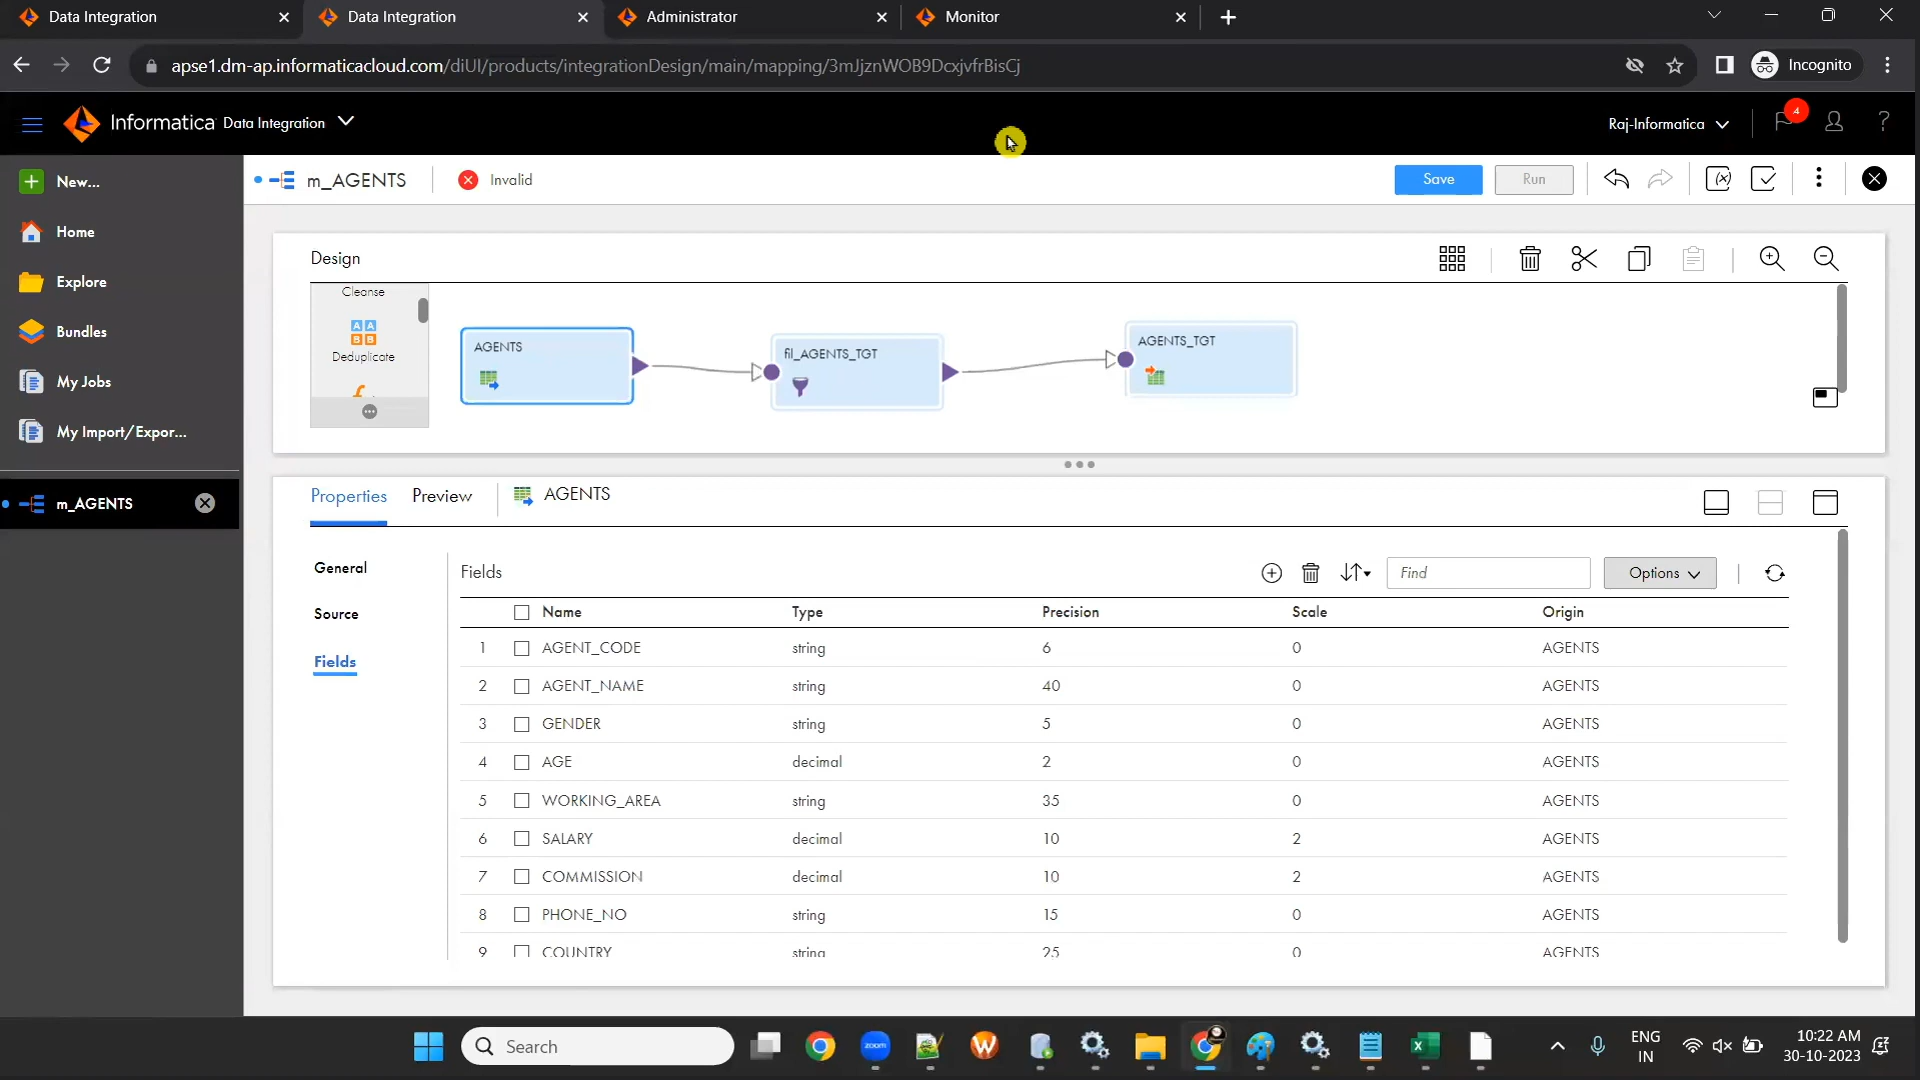 Data Integration
Data Integration
Administrator
Monitor
apse1.dm-ap.informaticacloud.com/diUI/products/integrationDesign/main/mapping/3mJjznWOB9DcxjvfrBisCj
Incognito
Informatica Data Integration
Raj-Informatica
4
New...
m_AGENTS
Invalid
Save
Run
Home
Explore
Bundles
My Jobs
My Import/Expor...
m_AGENTS
Design
Cleanse
Deduplicate
AGENTS
fil_AGENTS_TGT
AGENTS_TGT
Properties
Preview
AGENTS
General
Source
Fields
Fields
Find
Options
Name Type Precision Scale Origin
1 AGENT_CODE string 6 0 AGENTS
2 AGENT_NAME string 40 0 AGENTS
3 GENDER string 5 0 AGENTS
4 AGE decimal 2 0 AGENTS
5 WORKING_AREA string 35 0 AGENTS
6 SALARY decimal 10 2 AGENTS
7 COMMISSION decimal 10 2 AGENTS
8 PHONE_NO string 15 0 AGENTS
9 COUNTRY string 25 0 AGENTS
Search
zoom
ENG
IN
10:22 AM
30-10-2023